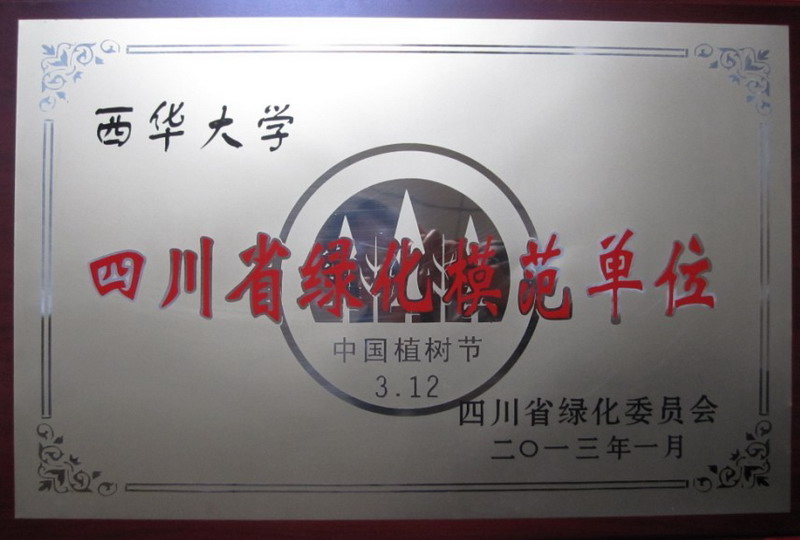 西华大学
四川省绿化模范单位
中国植树节
3.12
四川省绿化委员会
二〇一三年一月